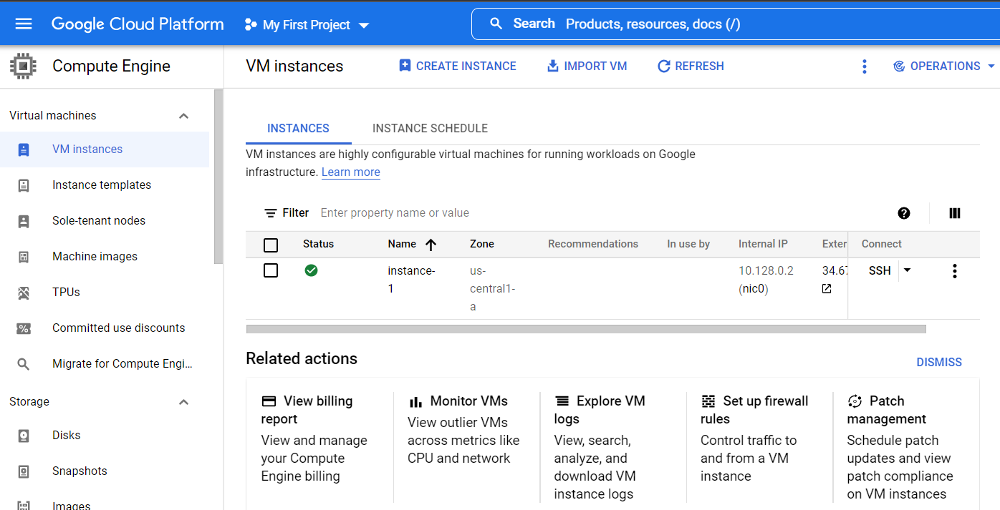 Google Cloud Platform
My First Project
Search Products, resources, docs (/)
Compute Engine
VM instances
CREATE INSTANCE
IMPORT VM
REFRESH
OPERATIONS
Virtual machines
VM instances
Instance templates
Sole-tenant nodes
Machine images
TPUs
Committed use discounts
Migrate for Compute Engi...
Storage
Disks
Snapshots
Images
INSTANCES
INSTANCE SCHEDULE
VM instances are highly configurable virtual machines for running workloads on Google
infrastructure. Learn more
Filter Enter property name or value
Status Name Zone Recommendations In use by Internal IP Exter Connect
instance- us- 10.128.0.2 34.67 SSH
1 central1- (nic0)
a
Related actions
DISMISS
View billing
report
View and manage
your Compute
Engine billing
Monitor VMs
View outlier VMs
across metrics like
CPU and network
Explore VM
logs
View, search,
analyze, and
download VM
instance logs
Set up firewall
rules
Control traffic to
and from a VM
instance
Patch
management
Schedule patch
updates and view
patch compliance
on VM instances